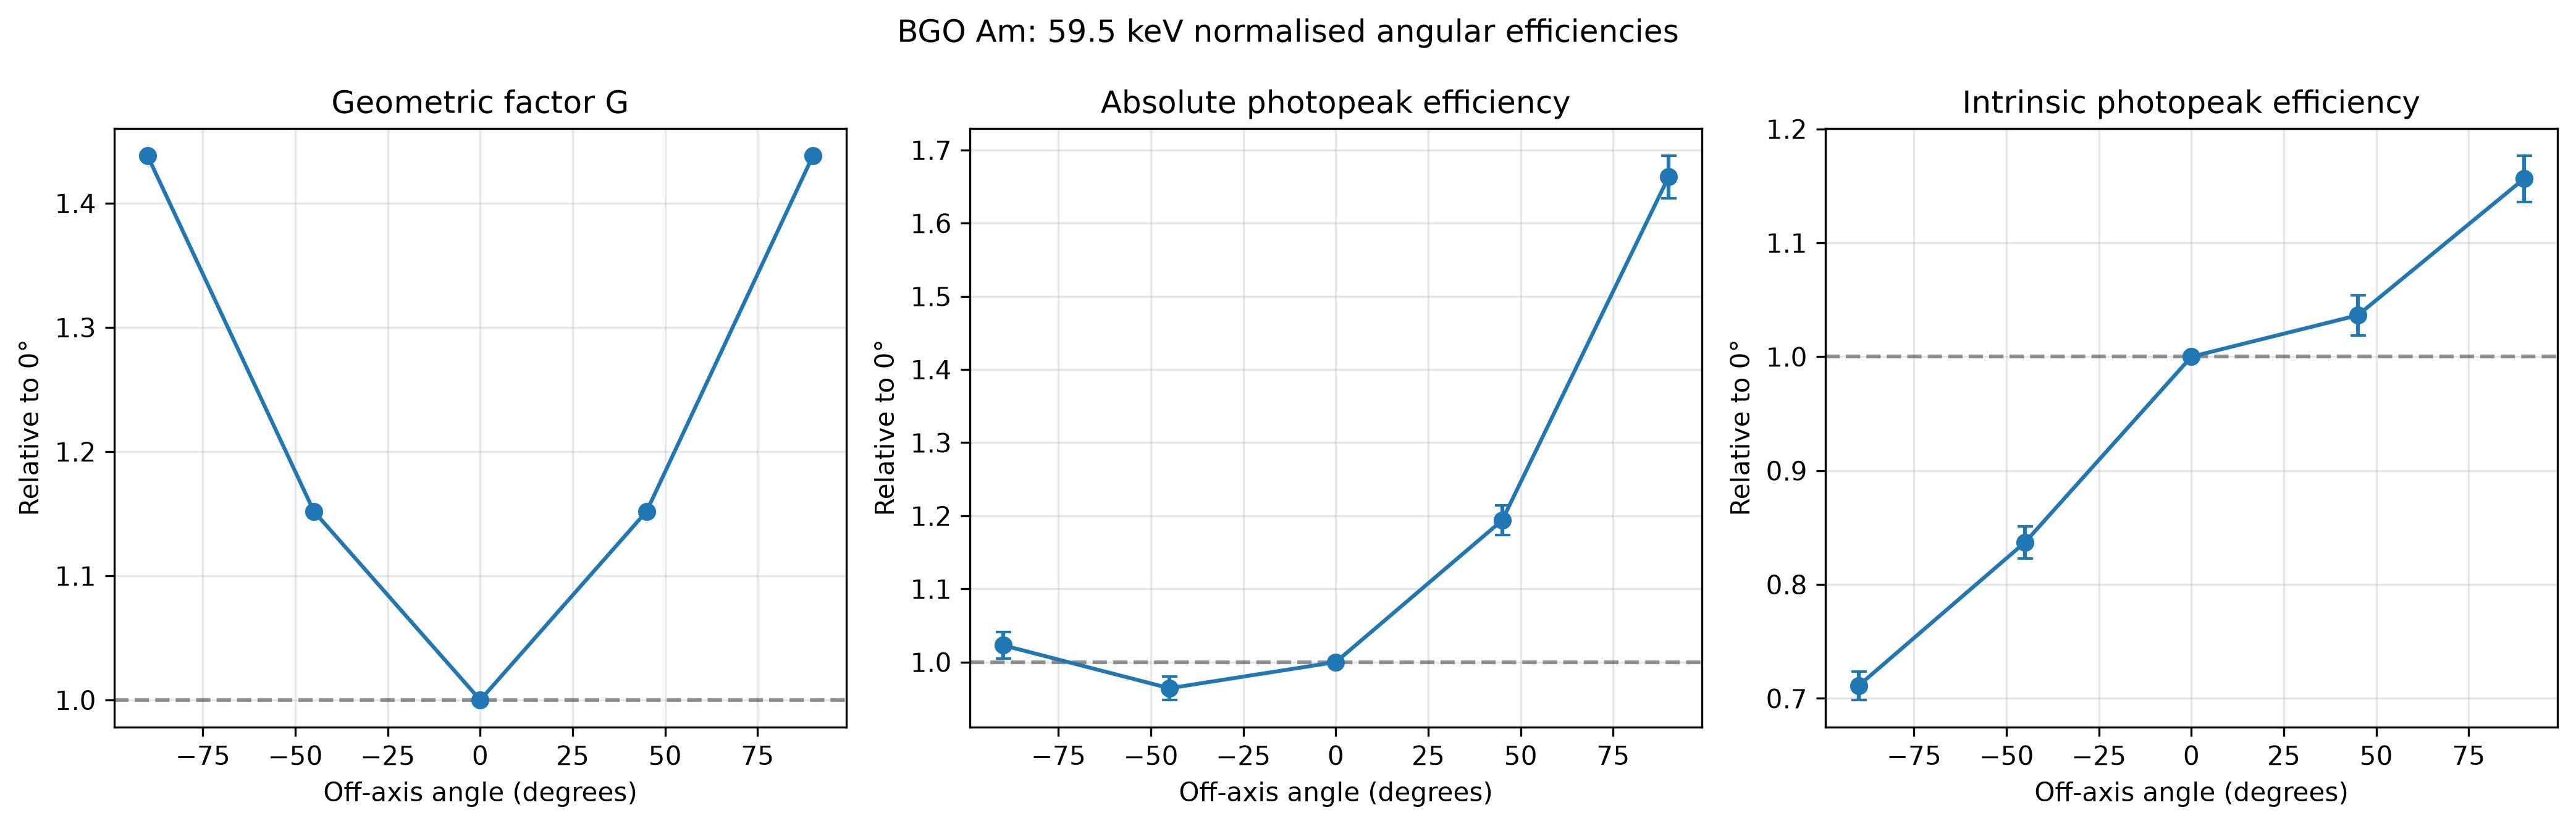 BGO Am: 59.5 keV normalised angular efficiencies
Geometric factor G
1.4
1.3
1.2
1.1
1.0
Relative to 0°
−75 −50 −25 0 25 50 75
Off-axis angle (degrees)
Absolute photopeak efficiency
1.7
1.6
1.5
1.4
1.3
1.2
1.1
1.0
Relative to 0°
−75 −50 −25 0 25 50 75
Off-axis angle (degrees)
Intrinsic photopeak efficiency
1.2
1.1
1.0
0.9
0.8
0.7
Relative to 0°
−75 −50 −25 0 25 50 75
Off-axis angle (degrees)